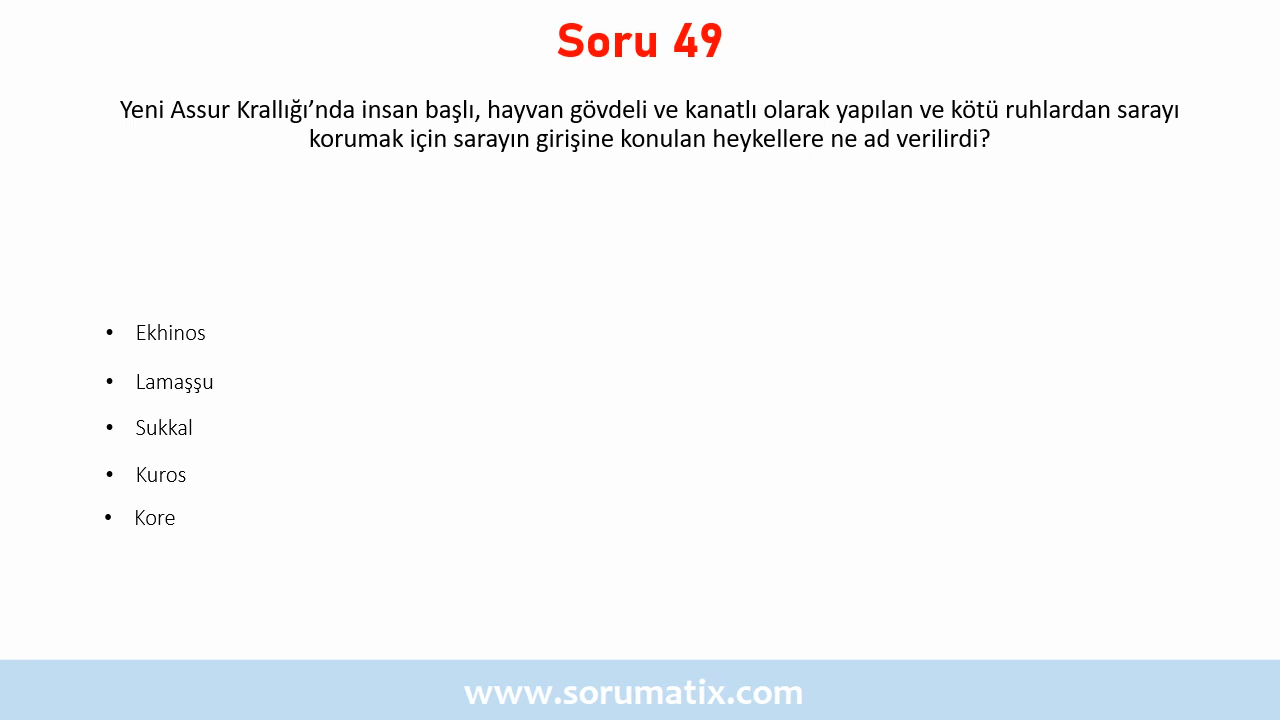 Soru 49
Yeni Assur Krallığı’nda insan başlı, hayvan gövdeli ve kanatlı olarak yapılan ve kötü ruhlardan sarayı
korumak için sarayın girişine konulan heykellere ne ad verilirdi?
• Ekhinos
• Lamaşşu
• Sukkal
• Kuros
• Kore
www.sorumatix.com